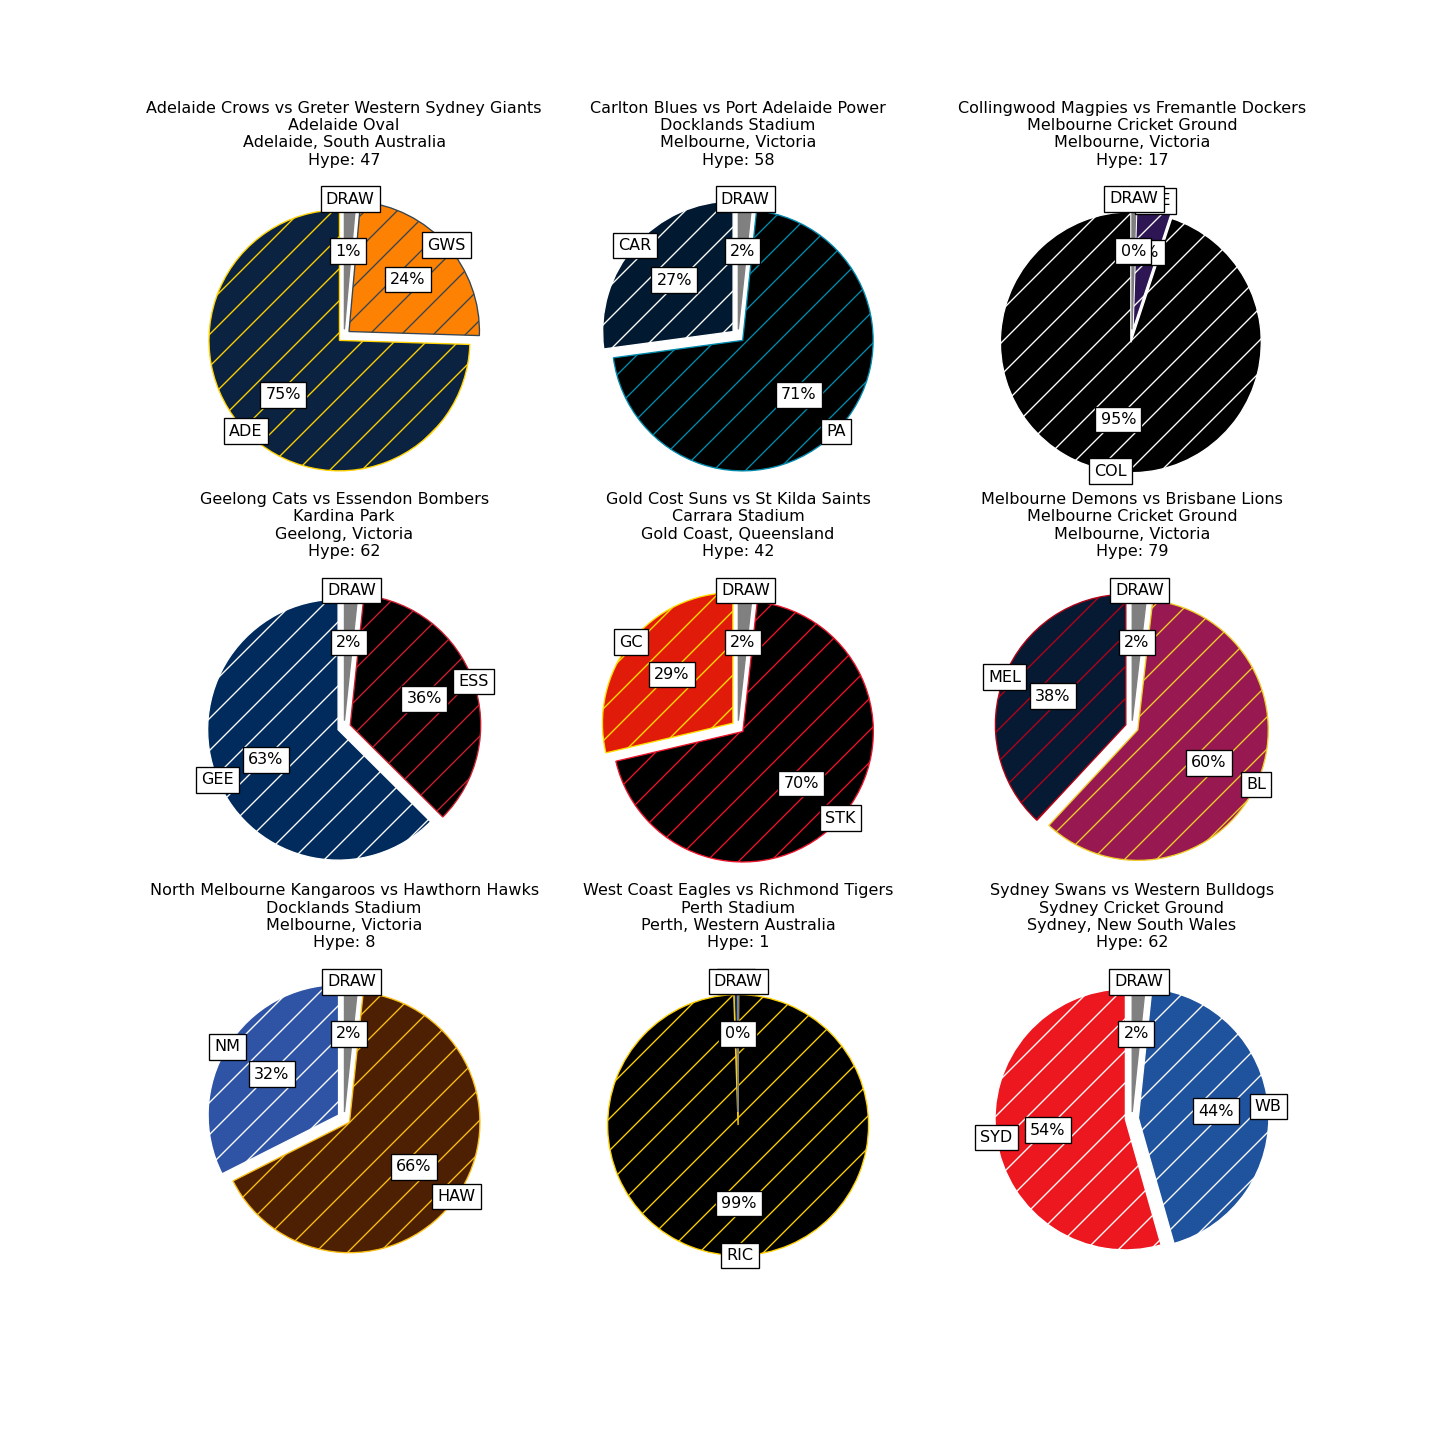 Adelaide Crows vs Greter Western Sydney Giants
Adelaide Oval
Adelaide, South Australia
Hype: 47
DRAW
1%
GWS
24%
75%
ADE
Carlton Blues vs Port Adelaide Power
Docklands Stadium
Melbourne, Victoria
Hype: 58
DRAW
CAR
2%
27%
71%
PA
Collingwood Magpies vs Fremantle Dockers
Melbourne Cricket Ground
Melbourne, Victoria
Hype: 17
DRAW
0%
95%
COL
Geelong Cats vs Essendon Bombers
Kardina Park
Geelong, Victoria
Hype: 62
DRAW
2%
ESS
36%
63%
GEE
Gold Cost Suns vs St Kilda Saints
Carrara Stadium
Gold Coast, Queensland
Hype: 42
DRAW
GC
2%
29%
70%
STK
Melbourne Demons vs Brisbane Lions
Melbourne Cricket Ground
Melbourne, Victoria
Hype: 79
DRAW
2%
MEL
38%
60%
BL
North Melbourne Kangaroos vs Hawthorn Hawks
Docklands Stadium
Melbourne, Victoria
Hype: 8
DRAW
2%
NM
32%
66%
HAW
West Coast Eagles vs Richmond Tigers
Perth Stadium
Perth, Western Australia
Hype: 1
DRAW
0%
99%
RIC
Sydney Swans vs Western Bulldogs
Sydney Cricket Ground
Sydney, New South Wales
Hype: 62
DRAW
2%
WB
44%
54%
SYD